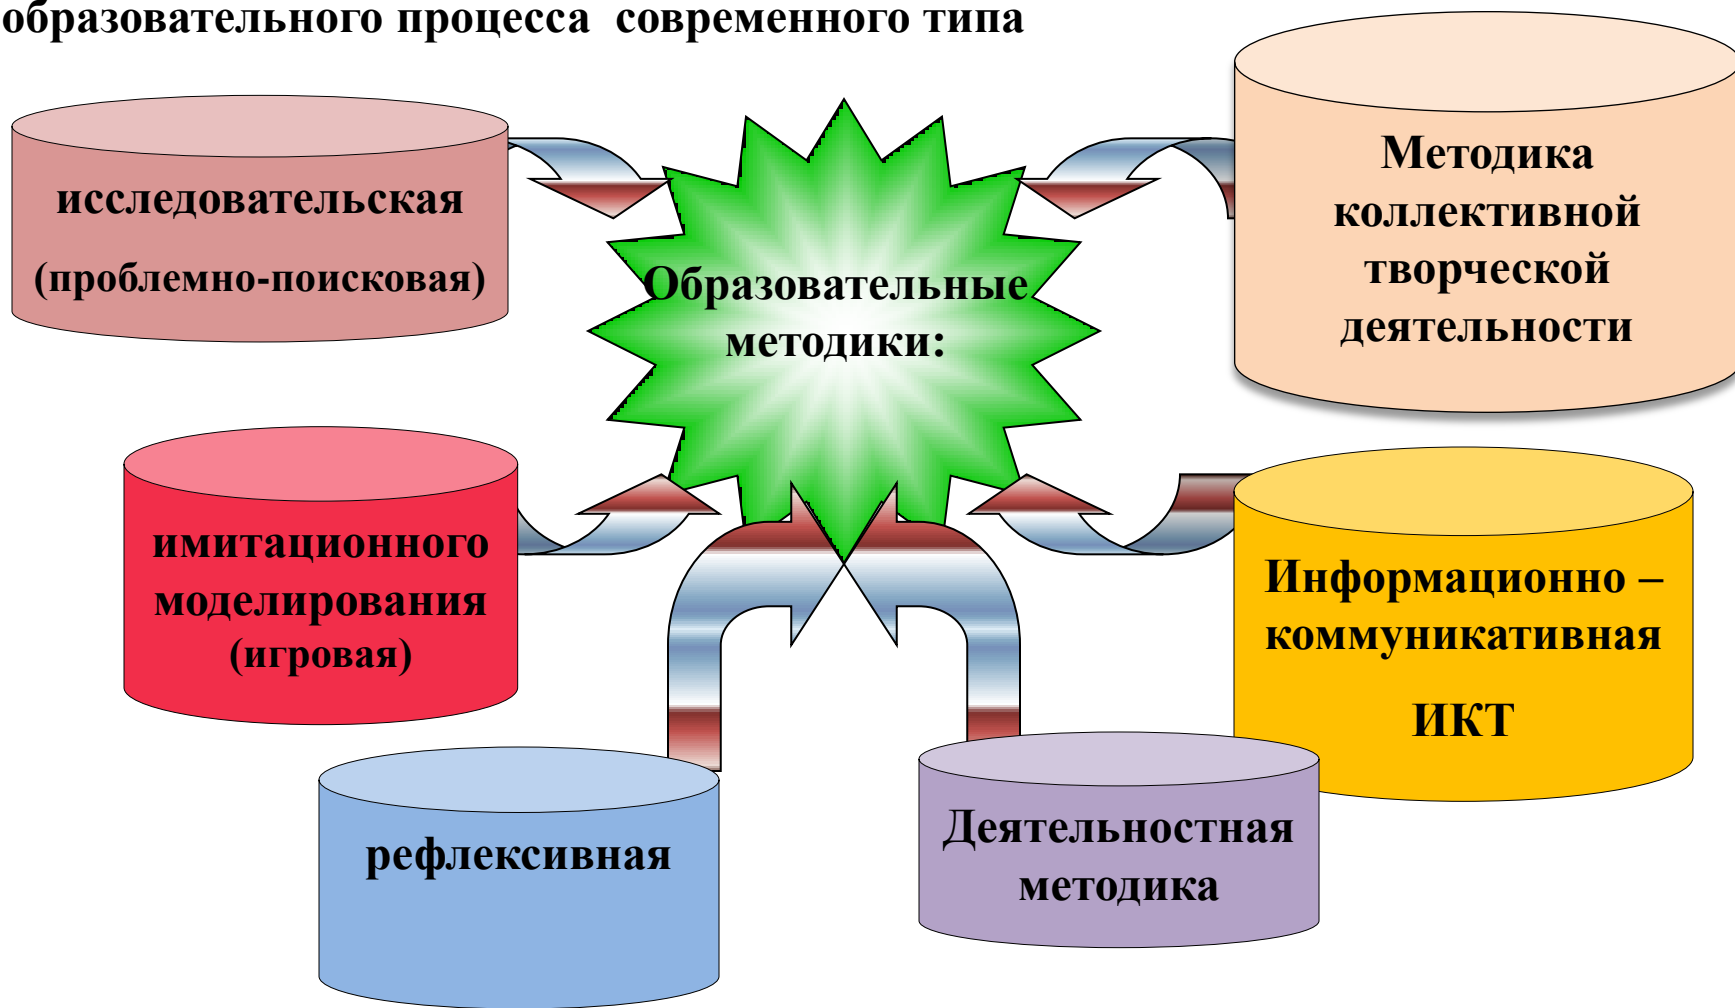 образовательного процесса современного типа
исследовательская
(проблемно-поисковая)
Методика
коллективной
творческой
деятельности
Образовательные
методики:
имитационного
моделирования
(игровая)
Информационно –
коммуникативная
ИКТ
рефлексивная
Деятельностная
методика